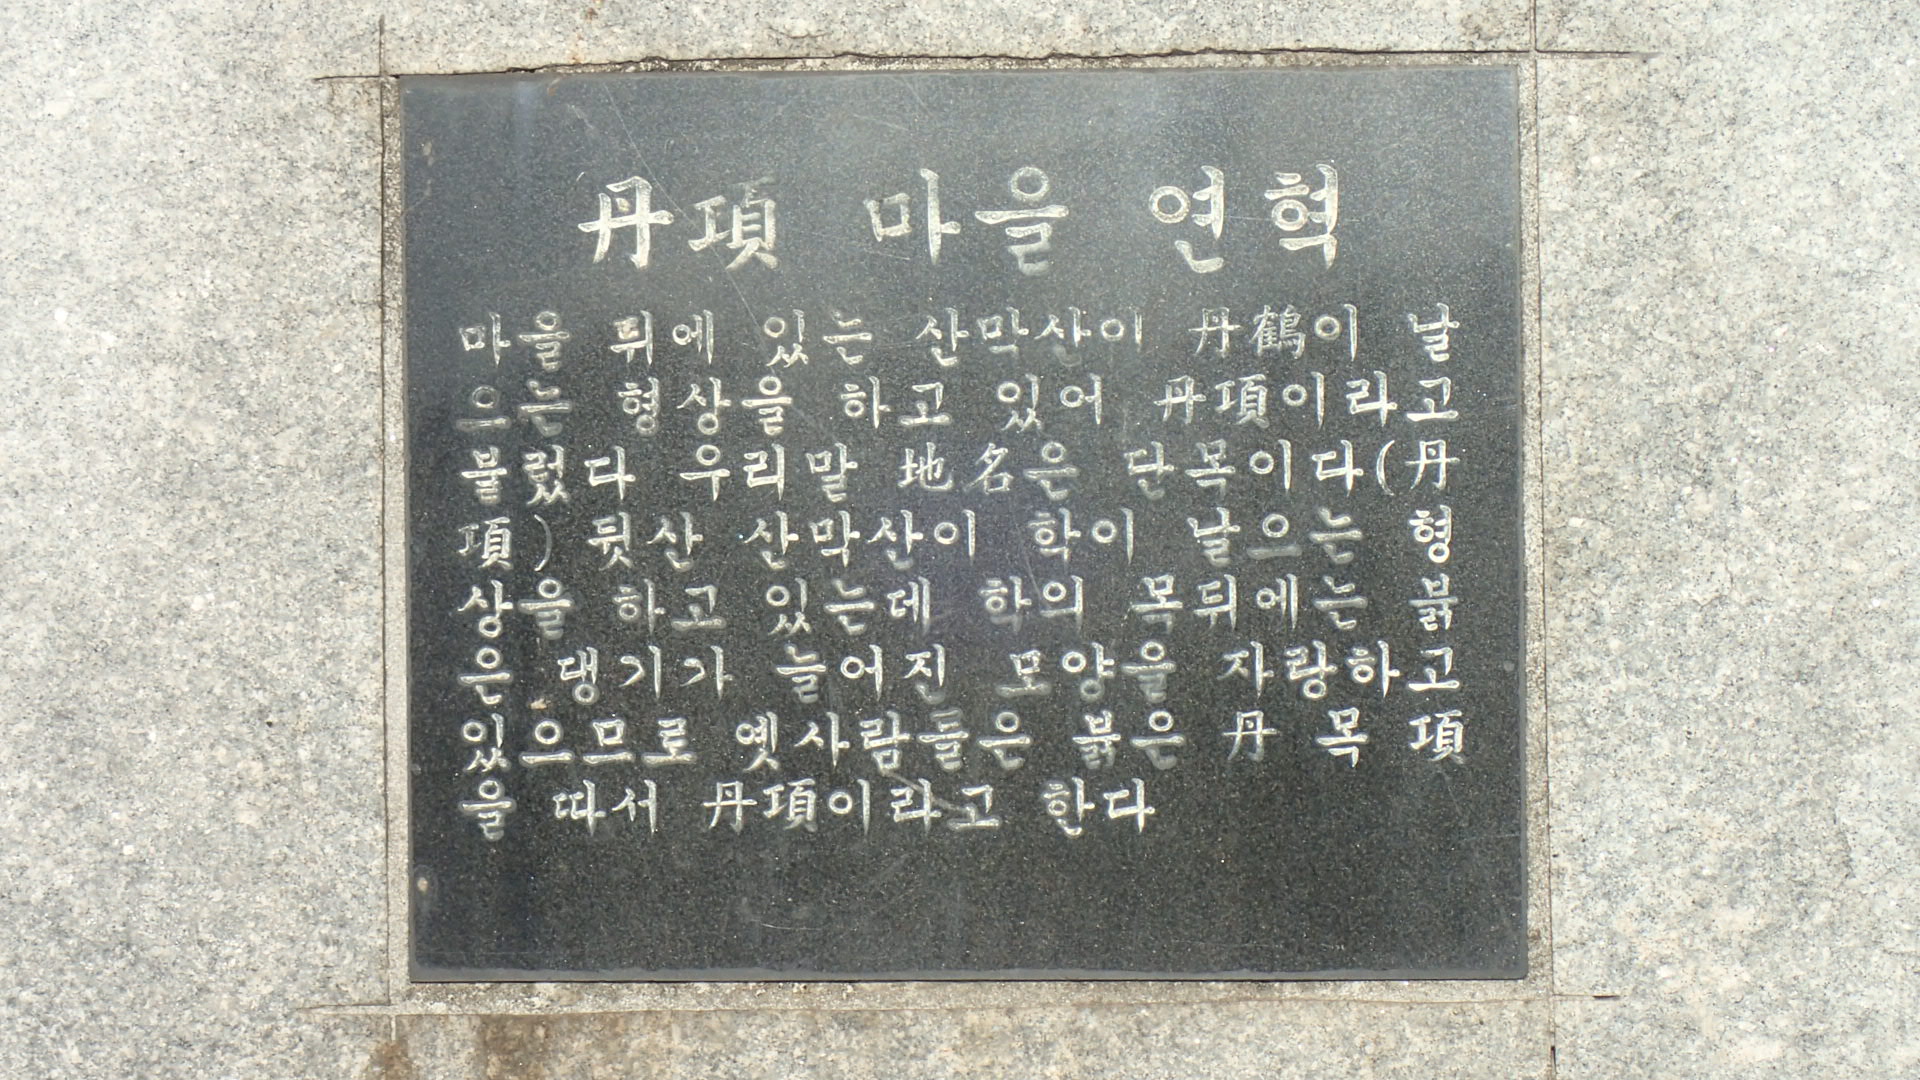 丹項 마을 연혁
마을 뒤에 있는 산막산이 丹鶴이 날
으는 형상을 하고 있어 丹項이라고
불렀다 우리말 地名은 단목이다(丹
項) 뒷산 산막산이 학이 날으는 형
상을 하고 있는데 학의 목뒤에는 붉
은 댕기가 늘어진 모양을 자랑하고
있으므로 옛사람들은 붉은 丹 목 項
을 따서 丹項이라고 한다